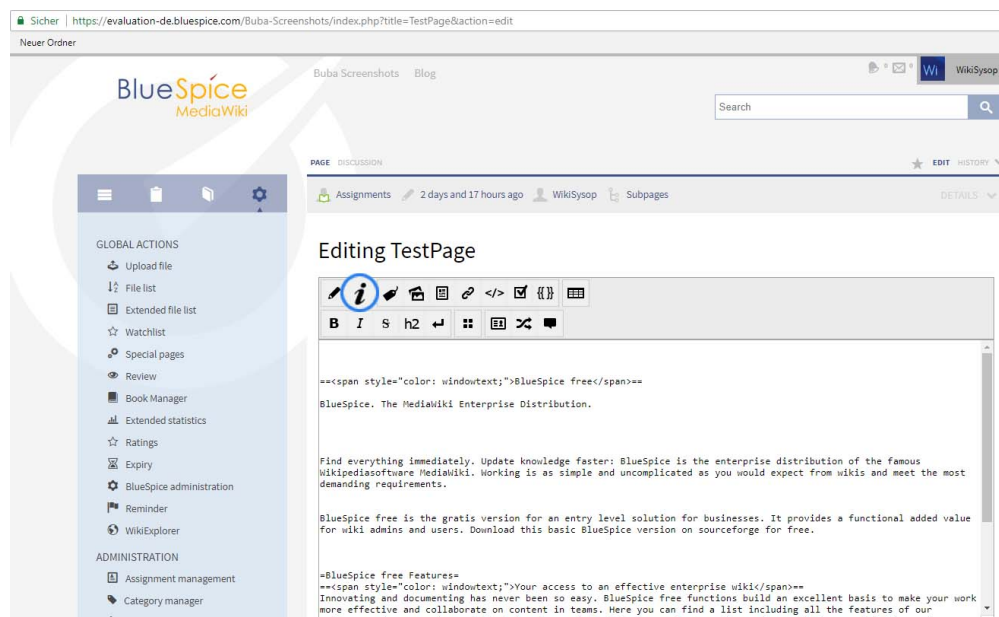 Sicher | https://evaluation-de.bluespice.com/Buba-Screenshots/index.php?title=TestPage&action=edit
Neuer Ordner
BlueSpice
MediaWiki
Buba Screenshots Blog
Wi WikiSysop
Search
PAGE DISCUSSION
EDIT HISTORY
Assignments 2 days and 17 hours ago WikiSysop Subpages
DETAILS
GLOBAL ACTIONS
Upload file
File list
Extended file list
Watchlist
Special pages
Review
Book Manager
Extended statistics
Ratings
Expiry
BlueSpice administration
Reminder
WikiExplorer
ADMINISTRATION
Assignment management
Category manager
Editing TestPage
i </> {{}}
B I S h2
==<span style="color: windowtext;">BlueSpice free</span>==
BlueSpice. The MediaWiki Enterprise Distribution.
Find everything immediately. Update knowledge faster: BlueSpice is the enterprise distribution of the famous
Wikipediasoftware MediaWiki. Working is as simple and uncomplicated as you would expect from wikis and meet the most
demanding requirements.
BlueSpice free is the gratis version for an entry level solution for businesses. It provides a functional added value
for wiki admins and users. Download this basic BlueSpice version on sourceforge for free.
=BlueSpice free Features=
==<span style="color: windowtext;">Your access to an effective enterprise wiki</span>==
Innovating and documenting has never been so easy. BlueSpice free functions build an excellent basis to make your work
more effective and collaborate on content in teams. Here you can find a list including all the features of our